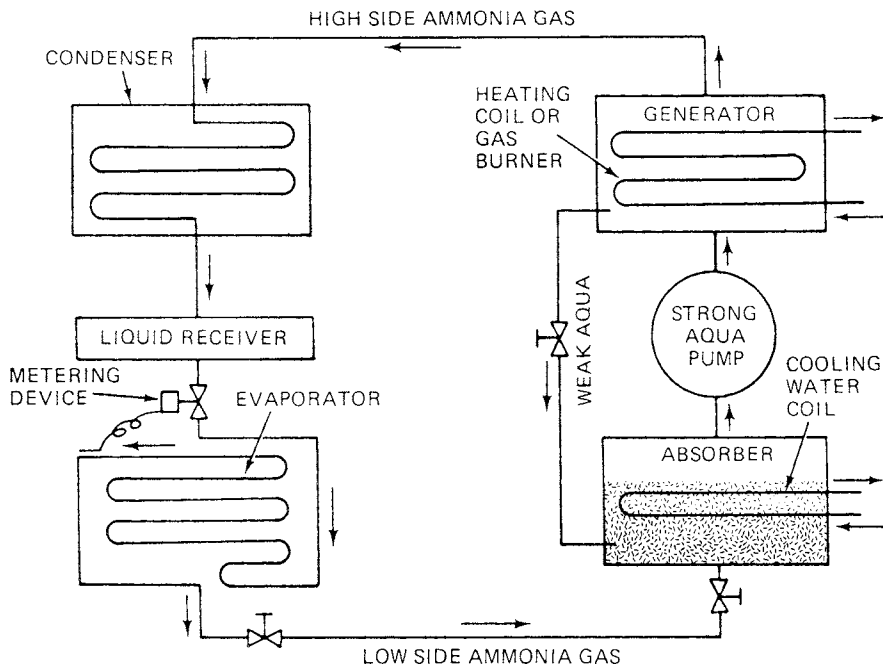 HIGH SIDE AMMONIA GAS
CONDENSER
HEATING
COIL OR
GAS
BURNER
GENERATOR
LIQUID RECEIVER
WEAK AQUA
STRONG
AQUA
PUMP
METERING
DEVICE
EVAPORATOR
COOLING
WATER
COIL
ABSORBER
LOW SIDE AMMONIA GAS